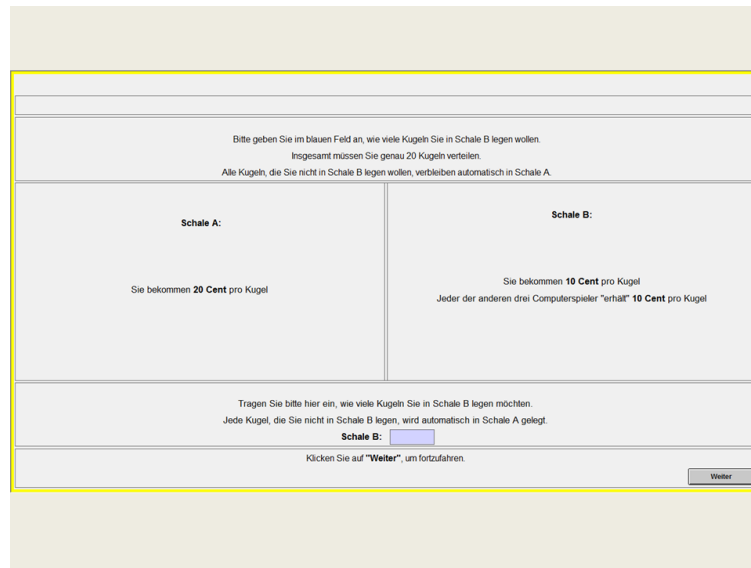 Bitte geben Sie im blauen Feld an, wie viele Kugeln Sie in Schale B legen wollen.
Insgesamt müssen Sie genau 20 Kugeln verteilen.
Alle Kugeln, die Sie nicht in Schale B legen wollen, verbleiben automatisch in Schale A.
Schale A:
Sie bekommen 20 Cent pro Kugel
Schale B:
Sie bekommen 10 Cent pro Kugel
Jeder der anderen drei Computerspieler "erhält" 10 Cent pro Kugel
Tragen Sie bitte hier ein, wie viele Kugeln Sie in Schale B legen möchten.
Jede Kugel, die Sie nicht in Schale B legen, wird automatisch in Schale A gelegt.
Schale B:
Klicken Sie auf "Weiter", um fortzufahren.
Weiter